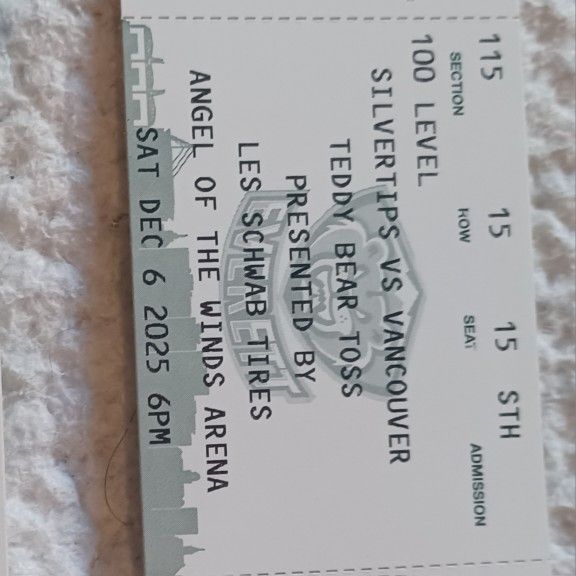 115 15 15 STH
SECTION ROW SEAT ADMISSION
100 LEVEL
SILVERTIPS VS VANCOUVER
TEDDY BEAR TOSS
PRESENTED BY
LES SCHWAB TIRES
ANGEL OF THE WINDS ARENA
SAT DEC 6 2025 6PM
EVERETT